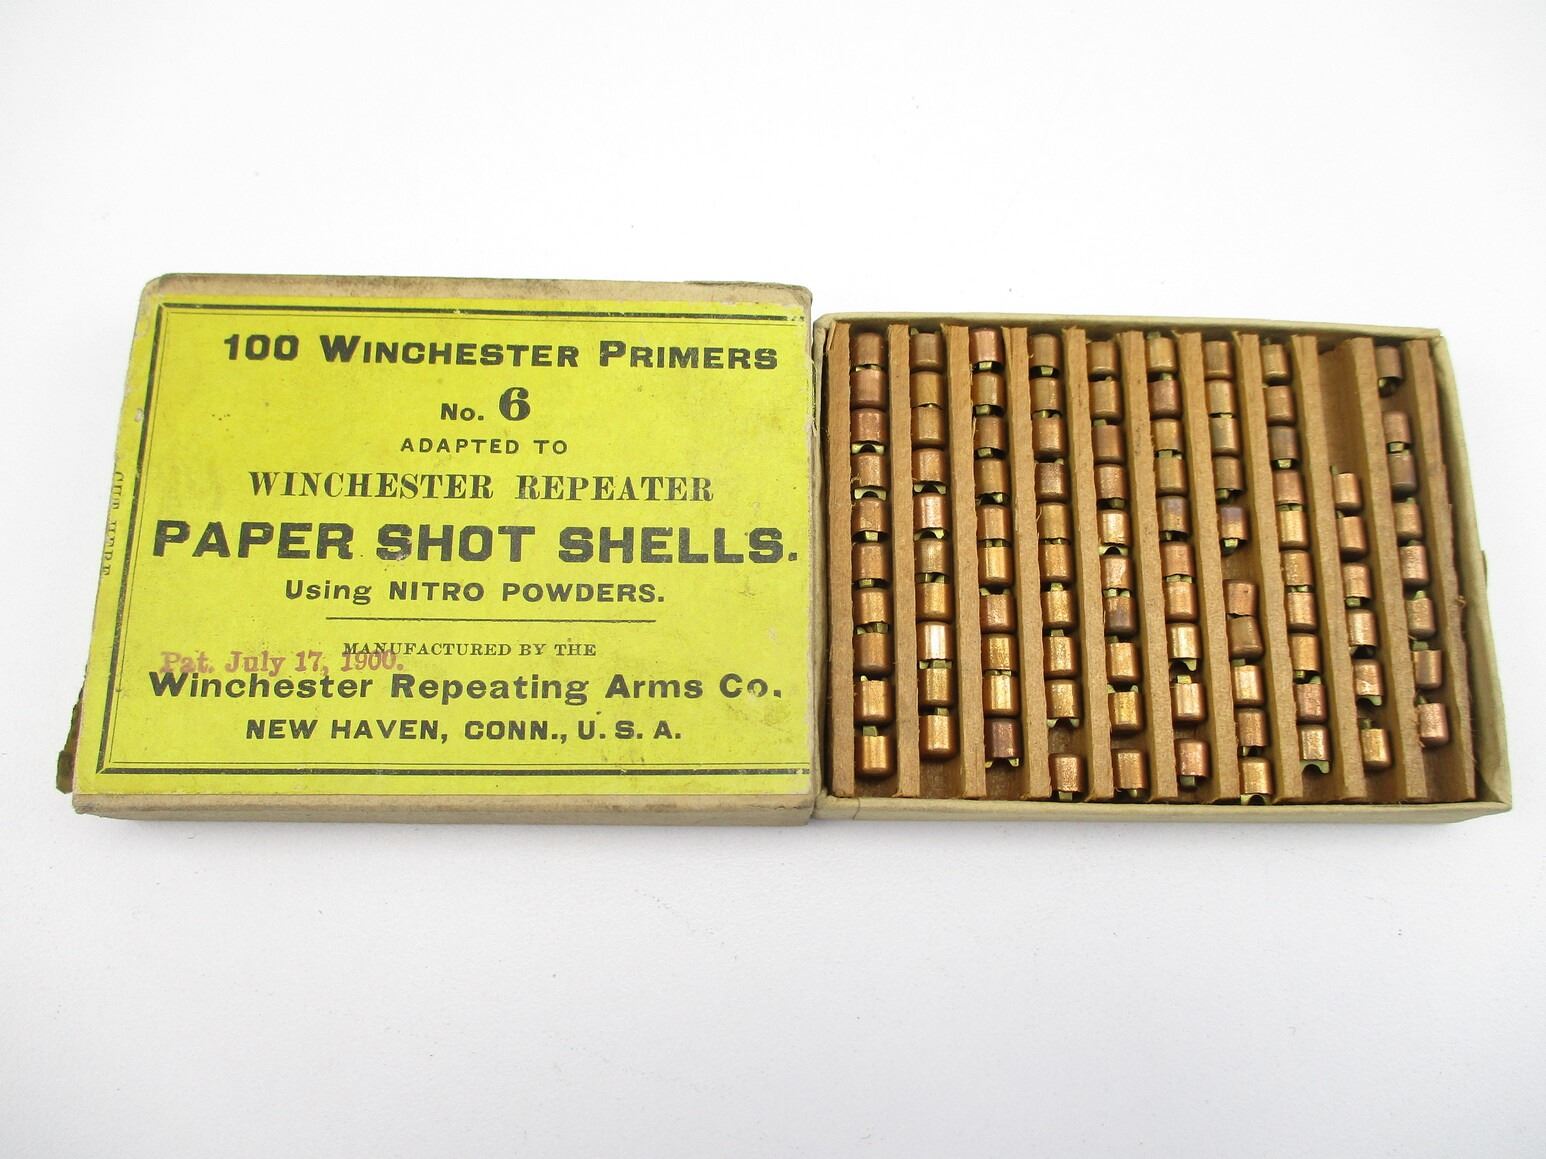 100 WINCHESTER PRIMERS
No. 6
ADAPTED TO
WINCHESTER REPEATER
PAPER SHOT SHELLS.
Using NITRO POWDERS.
MANUFACTURED BY THE
Pat. July 17, 1900.
Winchester Repeating Arms Co.
NEW HAVEN, CONN., U. S. A.